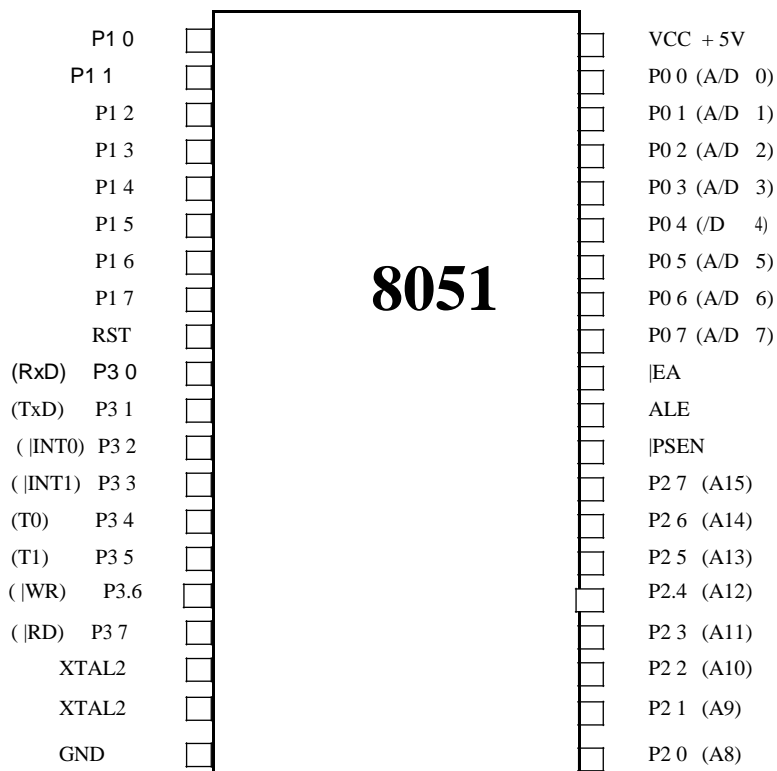 P1 0 VCC + 5V
P1 1 P0 0 (A/D 0)
P1 2 P0 1 (A/D 1)
P1 3 P0 2 (A/D 2)
P1 4 P0 3 (A/D 3)
P1 5 P0 4 (/D 4)
P1 6 P0 5 (A/D 5)
8051
P1 7 P0 6 (A/D 6)
RST P0 7 (A/D 7)
(RxD) P3 0 |EA
(TxD) P3 1 ALE
( |INT0) P3 2 |PSEN
( |INT1) P3 3 P2 7 (A15)
(T0) P3 4 P2 6 (A14)
(T1) P3 5 P2 5 (A13)
( |WR) P3.6 P2.4 (A12)
( |RD) P3 7 P2 3 (A11)
XTAL2 P2 2 (A10)
XTAL2 P2 1 (A9)
GND P2 0 (A8)